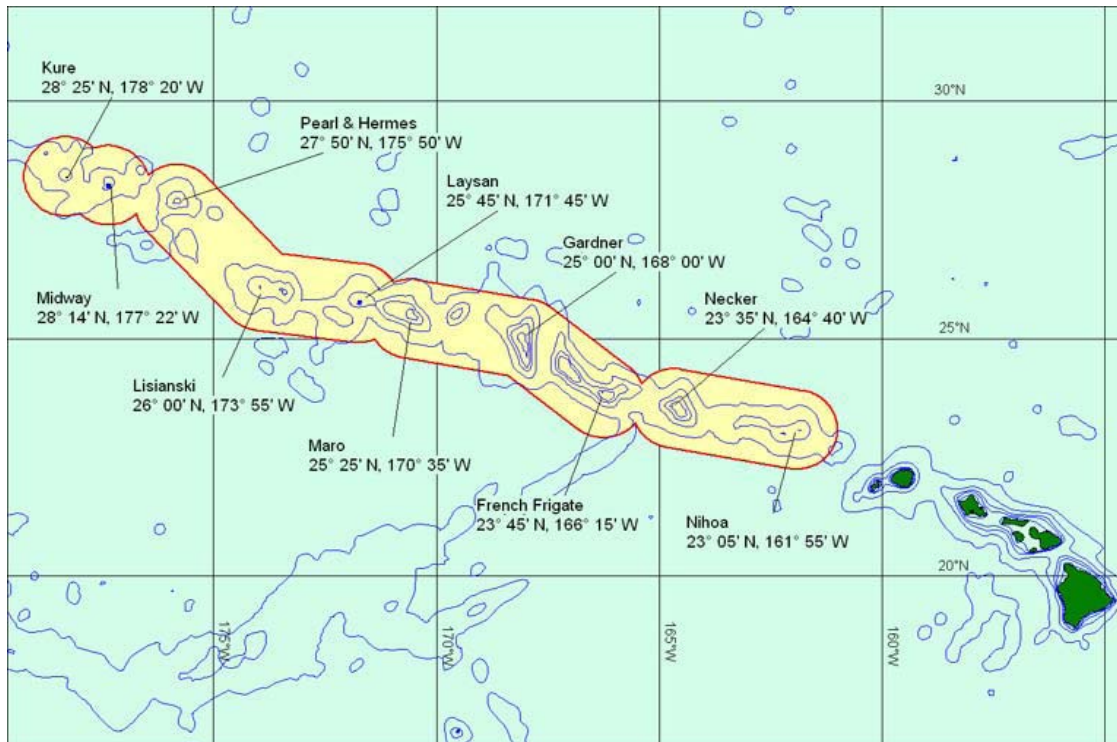 Kure
28° 25' N, 178° 20' W
30°N
Pearl & Hermes
27° 50' N, 175° 50' W
Laysan
25° 45' N, 171° 45' W
Gardner
25° 00' N, 168° 00' W
Necker
23° 35' N, 164° 40' W
Midway
28° 14' N, 177° 22' W
25°N
Lisianski
26° 00' N, 173° 55' W
Maro
25° 25' N, 170° 35' W
French Frigate
23° 45' N, 166° 15' W
Nihoa
23° 05' N, 161° 55' W
20°N
175°W
170°W
165°W
160°W